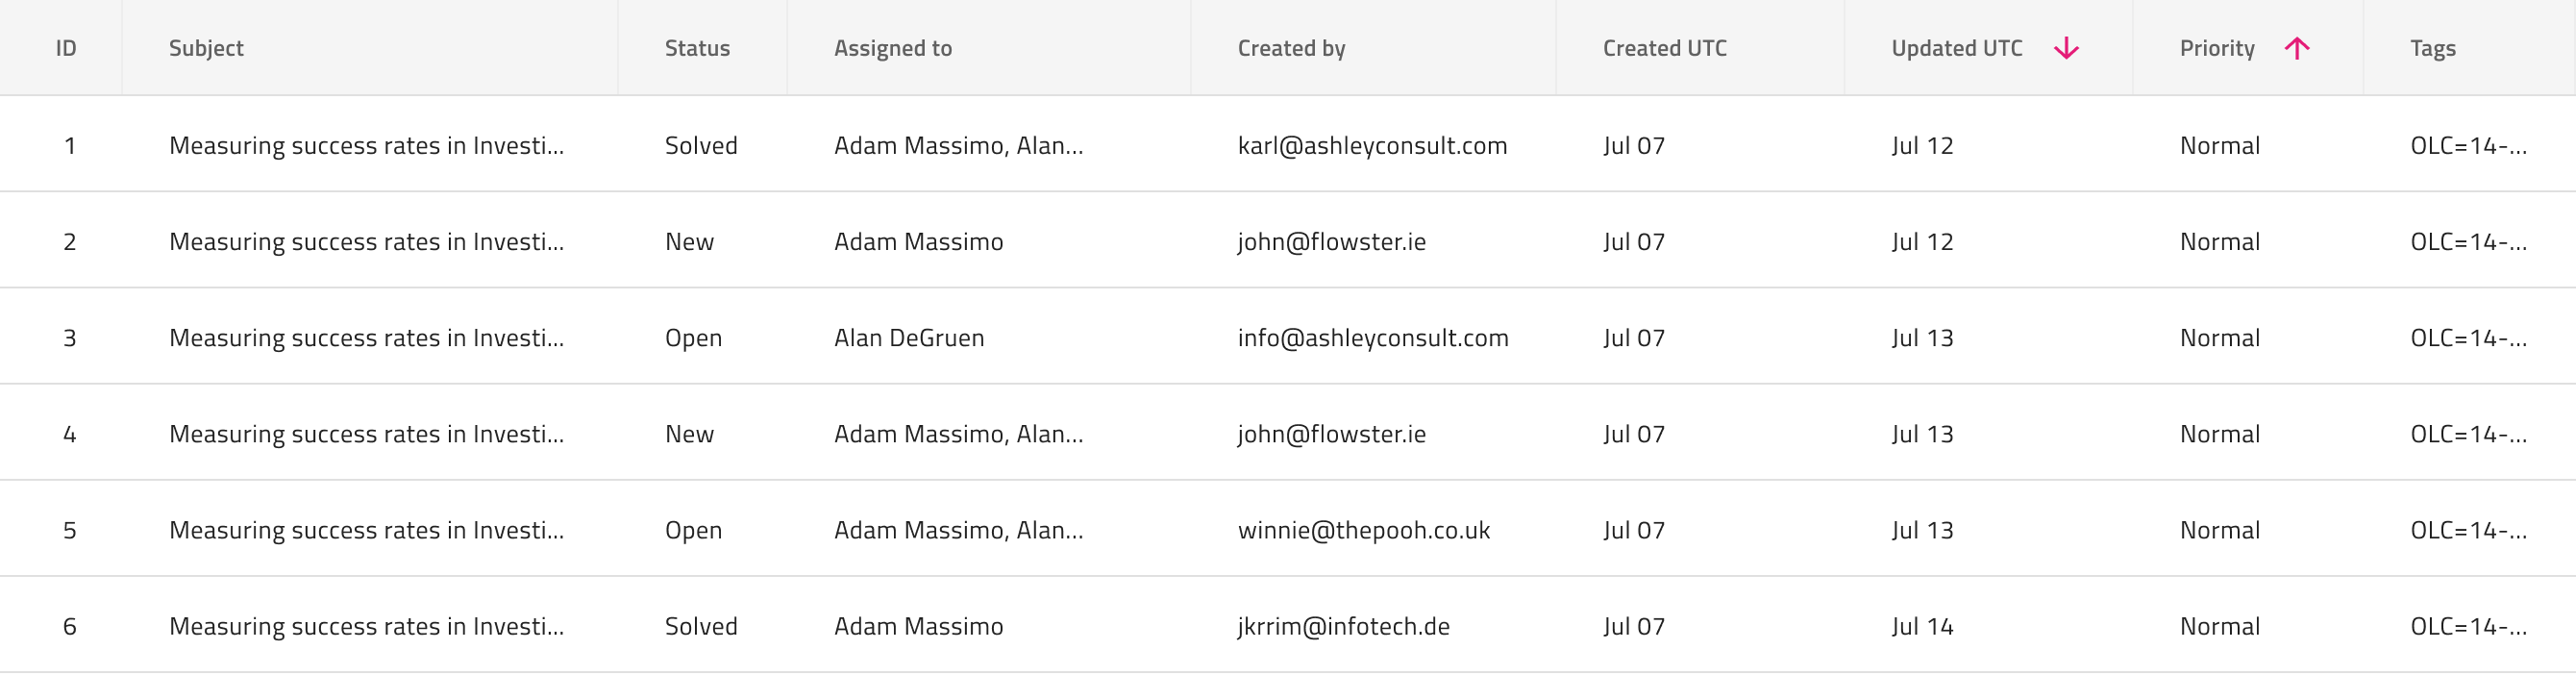 ID Subject Status Assigned to Created by Created UTC Updated UTC Priority Tags
1 Measuring success rates in Investi... Solved Adam Massimo, Alan... karl@ashleyconsult.com Jul 07 Jul 12 Normal OLC=14-...
2 Measuring success rates in Investi... New Adam Massimo john@flowster.ie Jul 07 Jul 12 Normal OLC=14-...
3 Measuring success rates in Investi... Open Alan DeGruen info@ashleyconsult.com Jul 07 Jul 13 Normal OLC=14-...
4 Measuring success rates in Investi... New Adam Massimo, Alan... john@flowster.ie Jul 07 Jul 13 Normal OLC=14-...
5 Measuring success rates in Investi... Open Adam Massimo, Alan... winnie@thepooh.co.uk Jul 07 Jul 13 Normal OLC=14-...
6 Measuring success rates in Investi... Solved Adam Massimo jkrrim@infotech.de Jul 07 Jul 14 Normal OLC=14-...